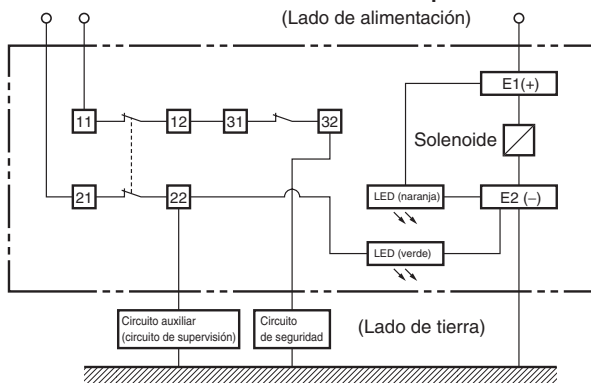 (Lado de alimentación)
E1(+)
11
12
31
32
Solenoide
21
22
LED (naranja)
E2 (–)
LED (verde)
Circuito auxiliar
(circuito de supervisión)
Circuito
de seguridad
(Lado de tierra)